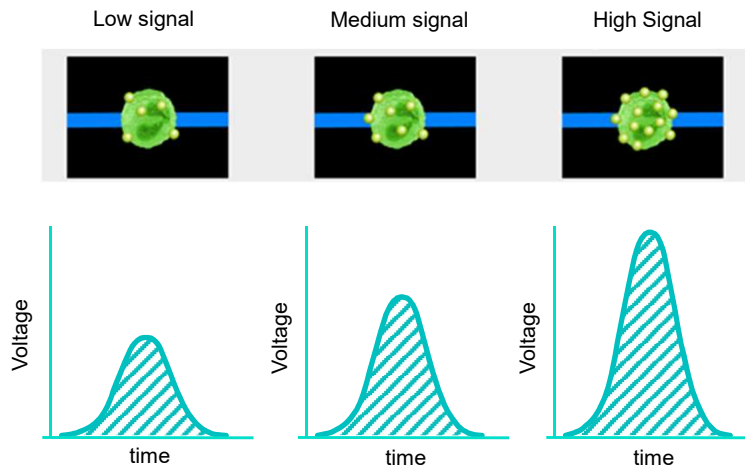 Low signal
Medium signal
High Signal
Voltage
Voltage
Voltage
time
time
time